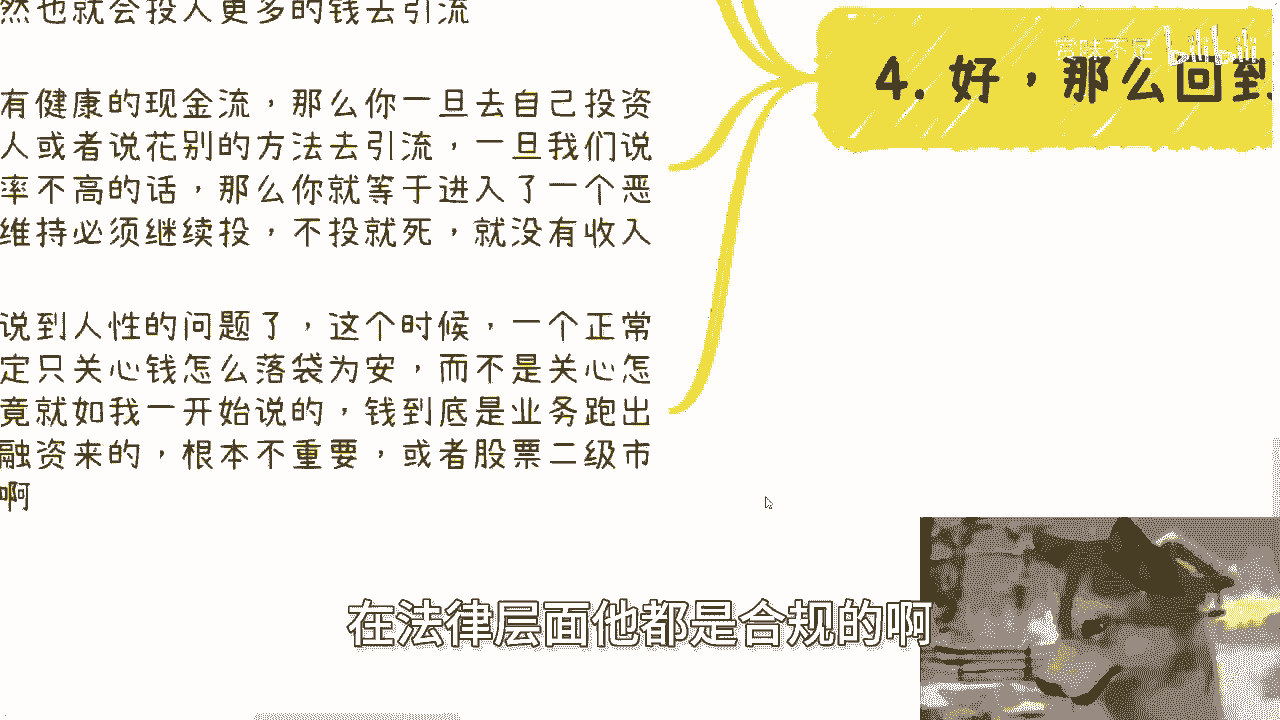 然也就会投入更多的钱去引流
有健康的现金流，那么你一旦去自己投资
人或者说花别的方法去引流，一旦我们说
率不高的话，那么你就等于进入了一个恶
维持必须继续投，不投就死，就没有收入
说到人性的问题了，这个时候，一个正常
定只关心钱怎么落袋为安，而不是关心怎
竟就如我一开始说的，钱到底是业务跑出
融资来的，根本不重要，或者股票二级市
啊
4. 好，那么回到
赏味不足 bilibili
在法律层面他都是合规的啊